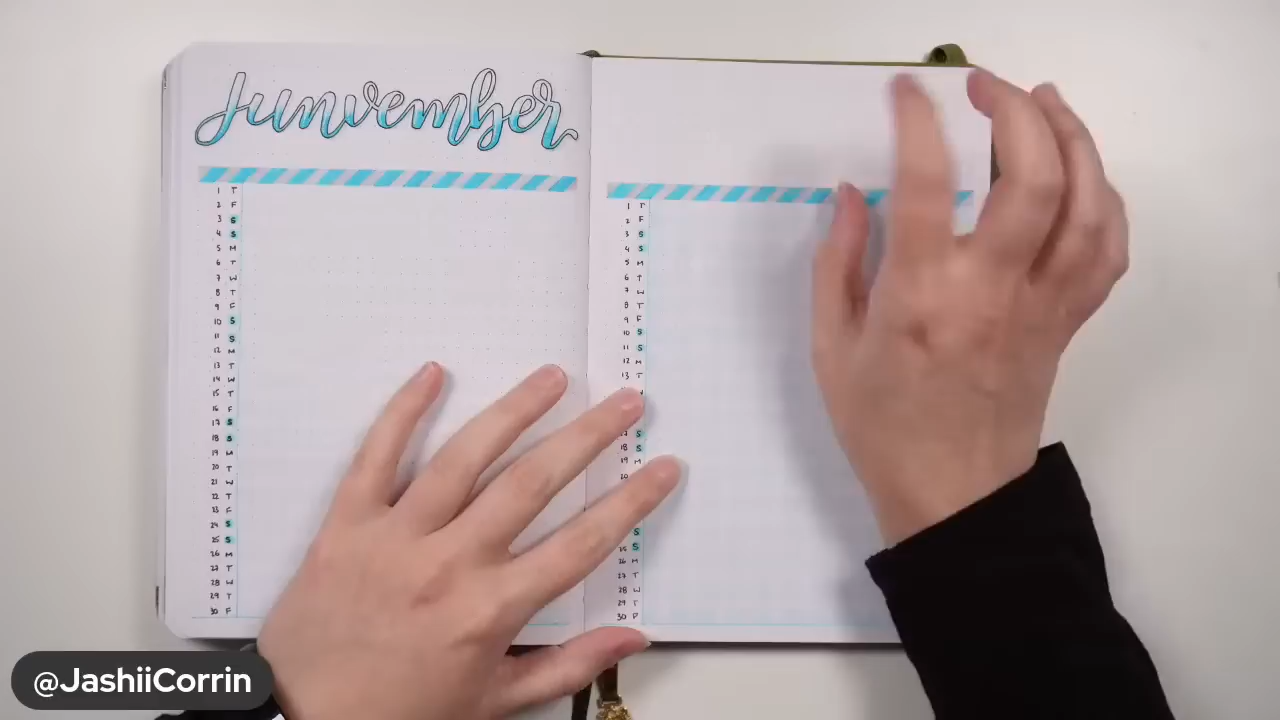 Junvember
1 T
2 F
3 S
4 S
5 M
6 T
7 W
8 T
9 F
10 S
11 S
12 M
13 T
14 W
15 T
16 F
17 S
18 S
19 M
20 T
21 W
22 T
23 F
24 S
25 S
26 M
27 T
28 W
29 T
30 F
1 T
2 F
3 S
4 S
5 M
6 T
7 W
8 T
9 F
10 S
11 S
12 M
13 T
17 S
18 S
19 M
20
S
25 S
26 M
27 T
28 W
29 T
30 F
@JashiiCorrin